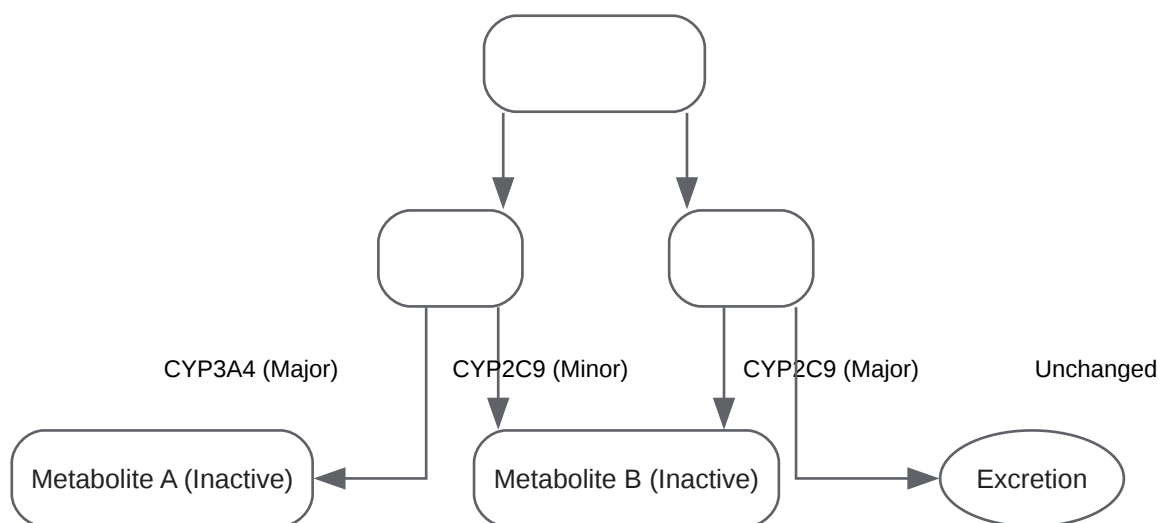 CYP3A4 (Major)
CYP2C9 (Minor)
CYP2C9 (Major)
Unchanged
Metabolite A (Inactive)
Metabolite B (Inactive)
Excretion